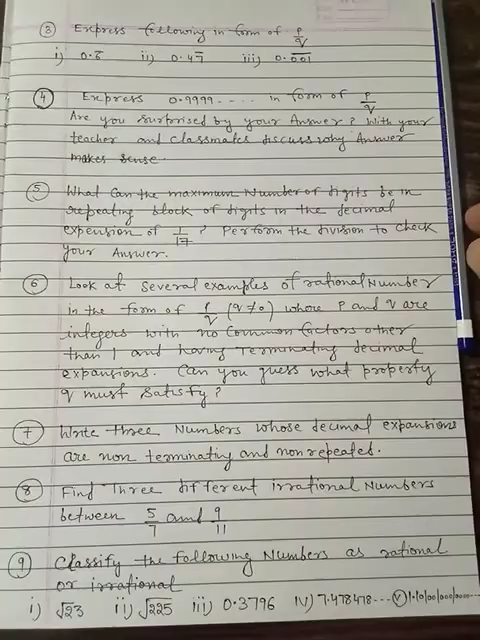 ③ Express following in form of p/q
i) 0.6̅ ii) 0.47̅ iii) 0.0̅0̅1̅
④ Express 0.9999..... in form of p/q
Are you surprised by your Answer? With your
teacher and classmates discuss why Answer
makes sense.
⑤ What can the maximum Number of digits be in
repeating block of digits in the decimal
expension of 1/17? Perform the division to check
your Answer.
⑥ Look at several examples of rational Number
in the form of p/q (q≠0) whose P and q are
integers with no common factors other
than 1 and having Terminating decimal
expansions. Can you guess what property
q must satisfy?
⑦ Write three Numbers whose decimal expansions
are non terminating and non repeated.
⑧ Find Three different irrational Numbers
between 5/7 and 9/11
⑨ Classify the following Numbers as rational
or irrational
i) √23 ii) √225 iii) 0.3796 IV) 7.478478... Ⓥ 1.101001000100001....